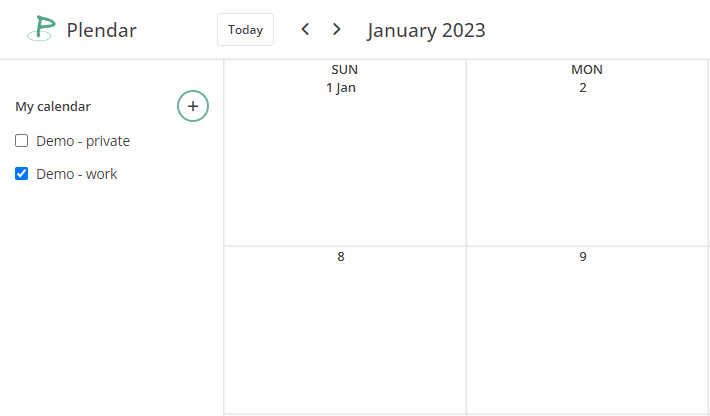 Plendar
Today
January 2023
My calendar
+
Demo - private
Demo - work
SUN
MON
1 Jan
2
8
9